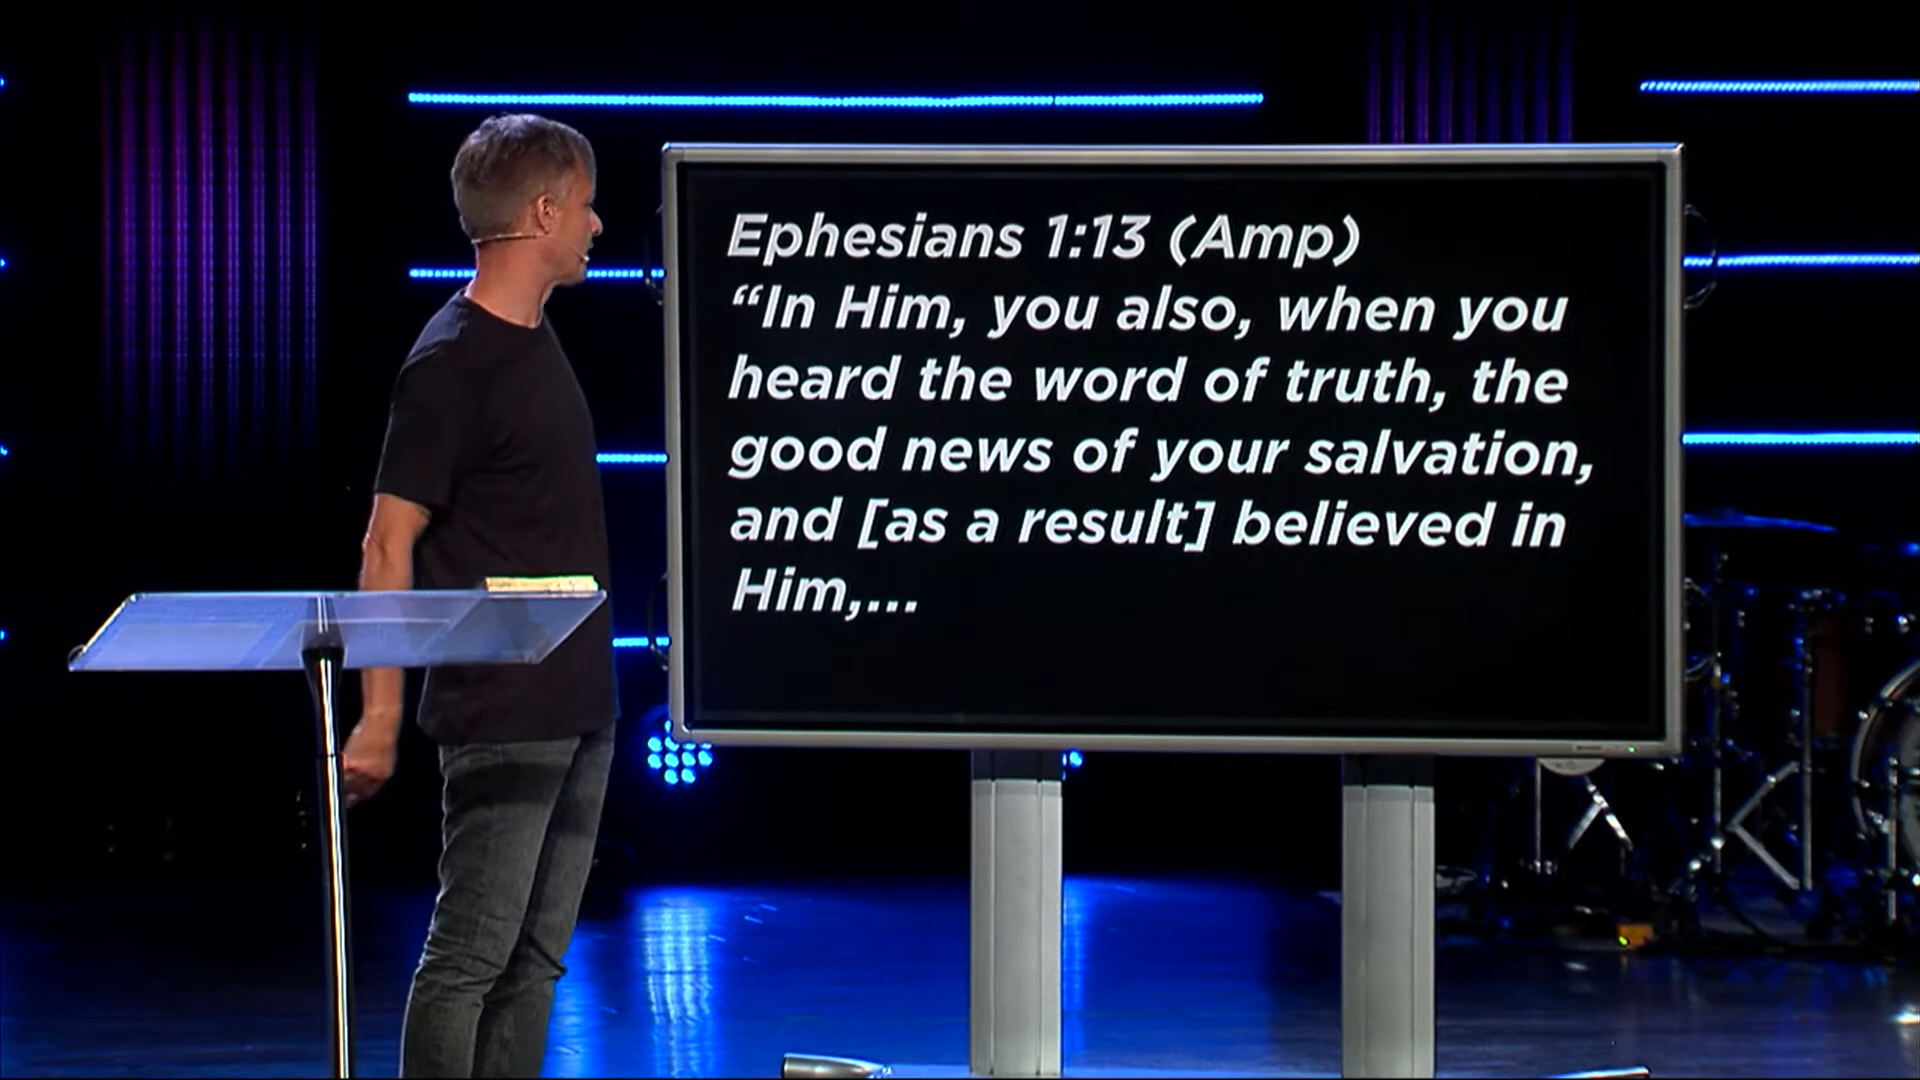 Ephesians 1:13 (Amp)
“In Him, you also, when you
heard the word of truth, the
good news of your salvation,
and [as a result] believed in
Him,...